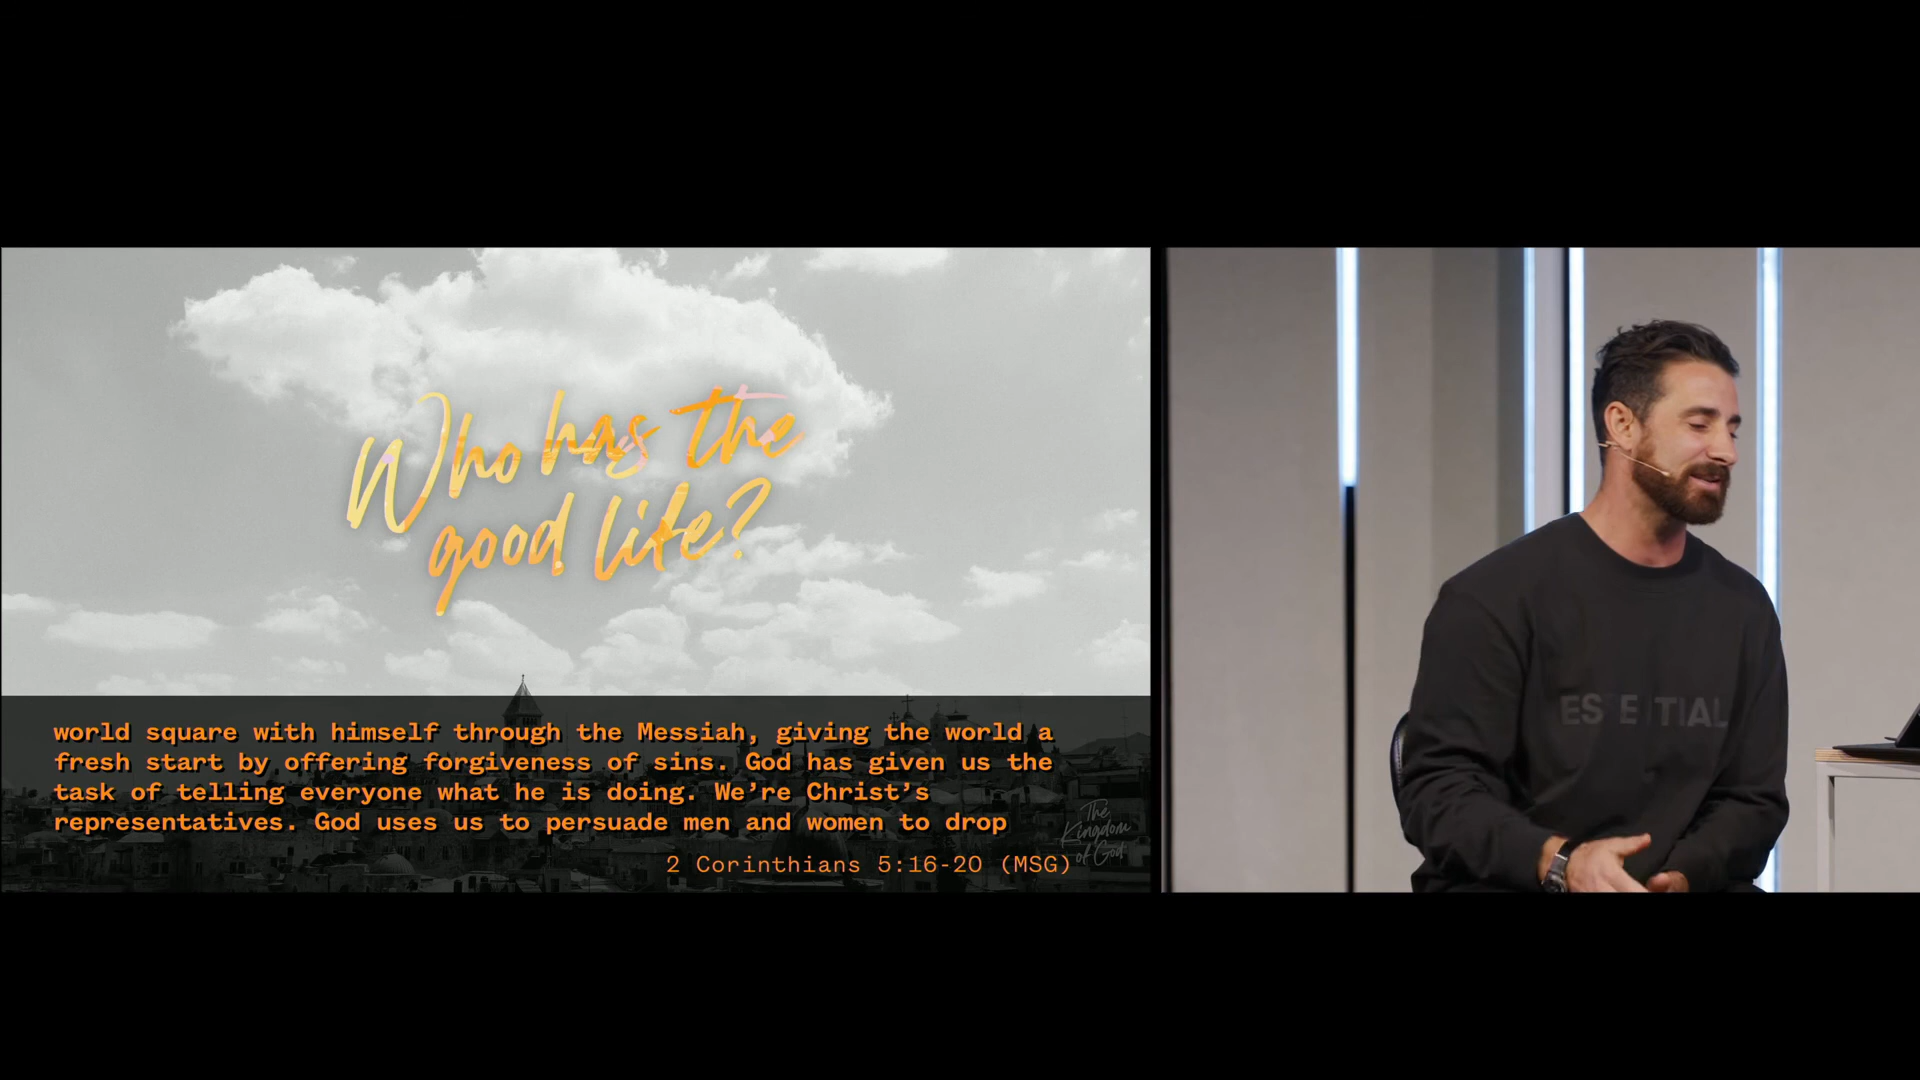 Who has the
good life?
world square with himself through the Messiah, giving the world a
fresh start by offering forgiveness of sins. God has given us the
task of telling everyone what he is doing. We’re Christ’s
representatives. God uses us to persuade men and women to drop
2 Corinthians 5:16-20 (MSG)
The
Kingdom
of God
ES E TIAL